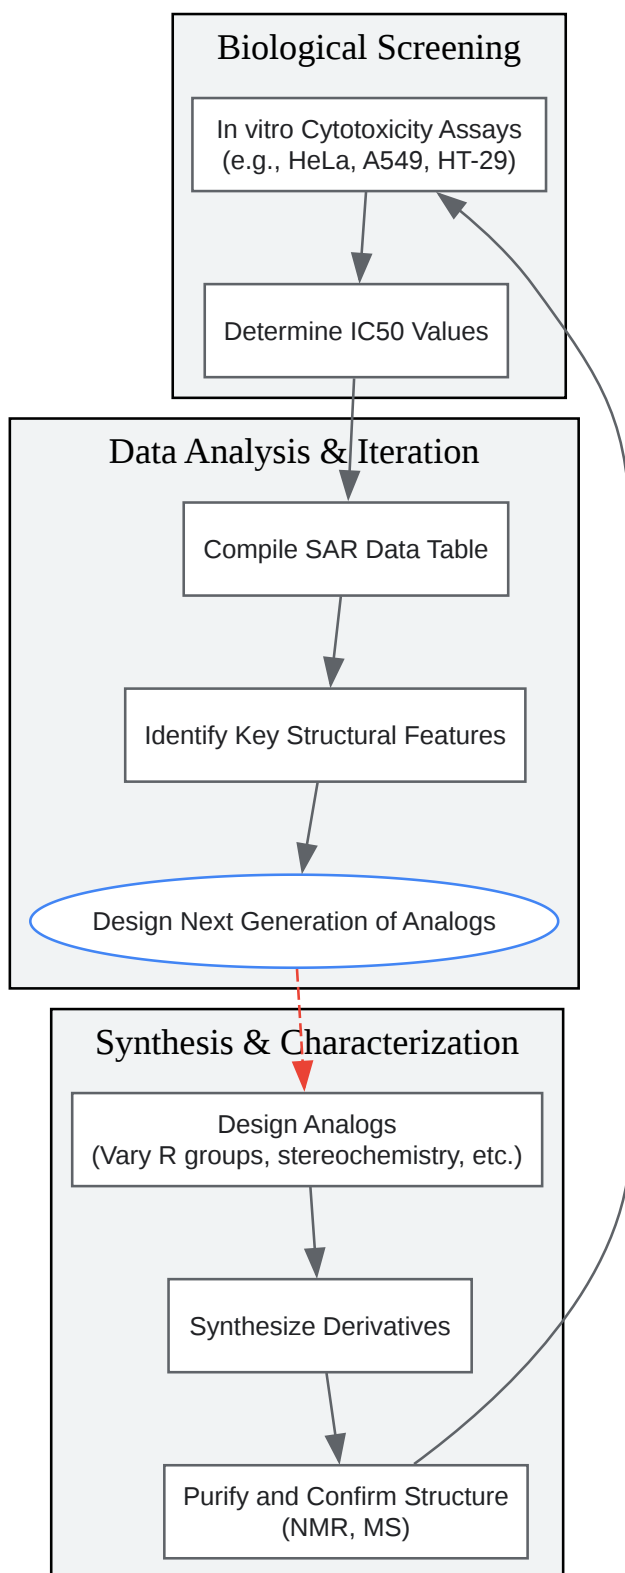 Biological Screening
In vitro Cytotoxicity Assays
(e.g., HeLa, A549, HT-29)
Determine IC50 Values
Data Analysis & Iteration
Compile SAR Data Table
Identify Key Structural Features
Design Next Generation of Analogs
Synthesis & Characterization
Design Analogs
(Vary R groups, stereochemistry, etc.)
Synthesize Derivatives
Purify and Confirm Structure
(NMR, MS)